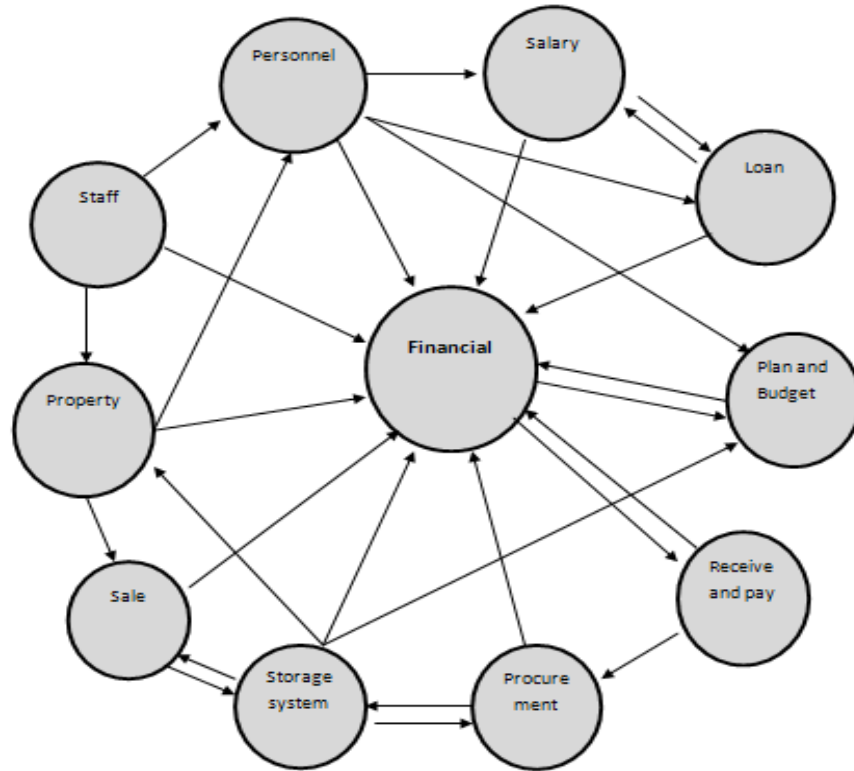 Personnel
Salary
Staff
Loan
Financial
Property
Plan and
Budget
Sale
Receive
and pay
Storage
system
Procure
ment